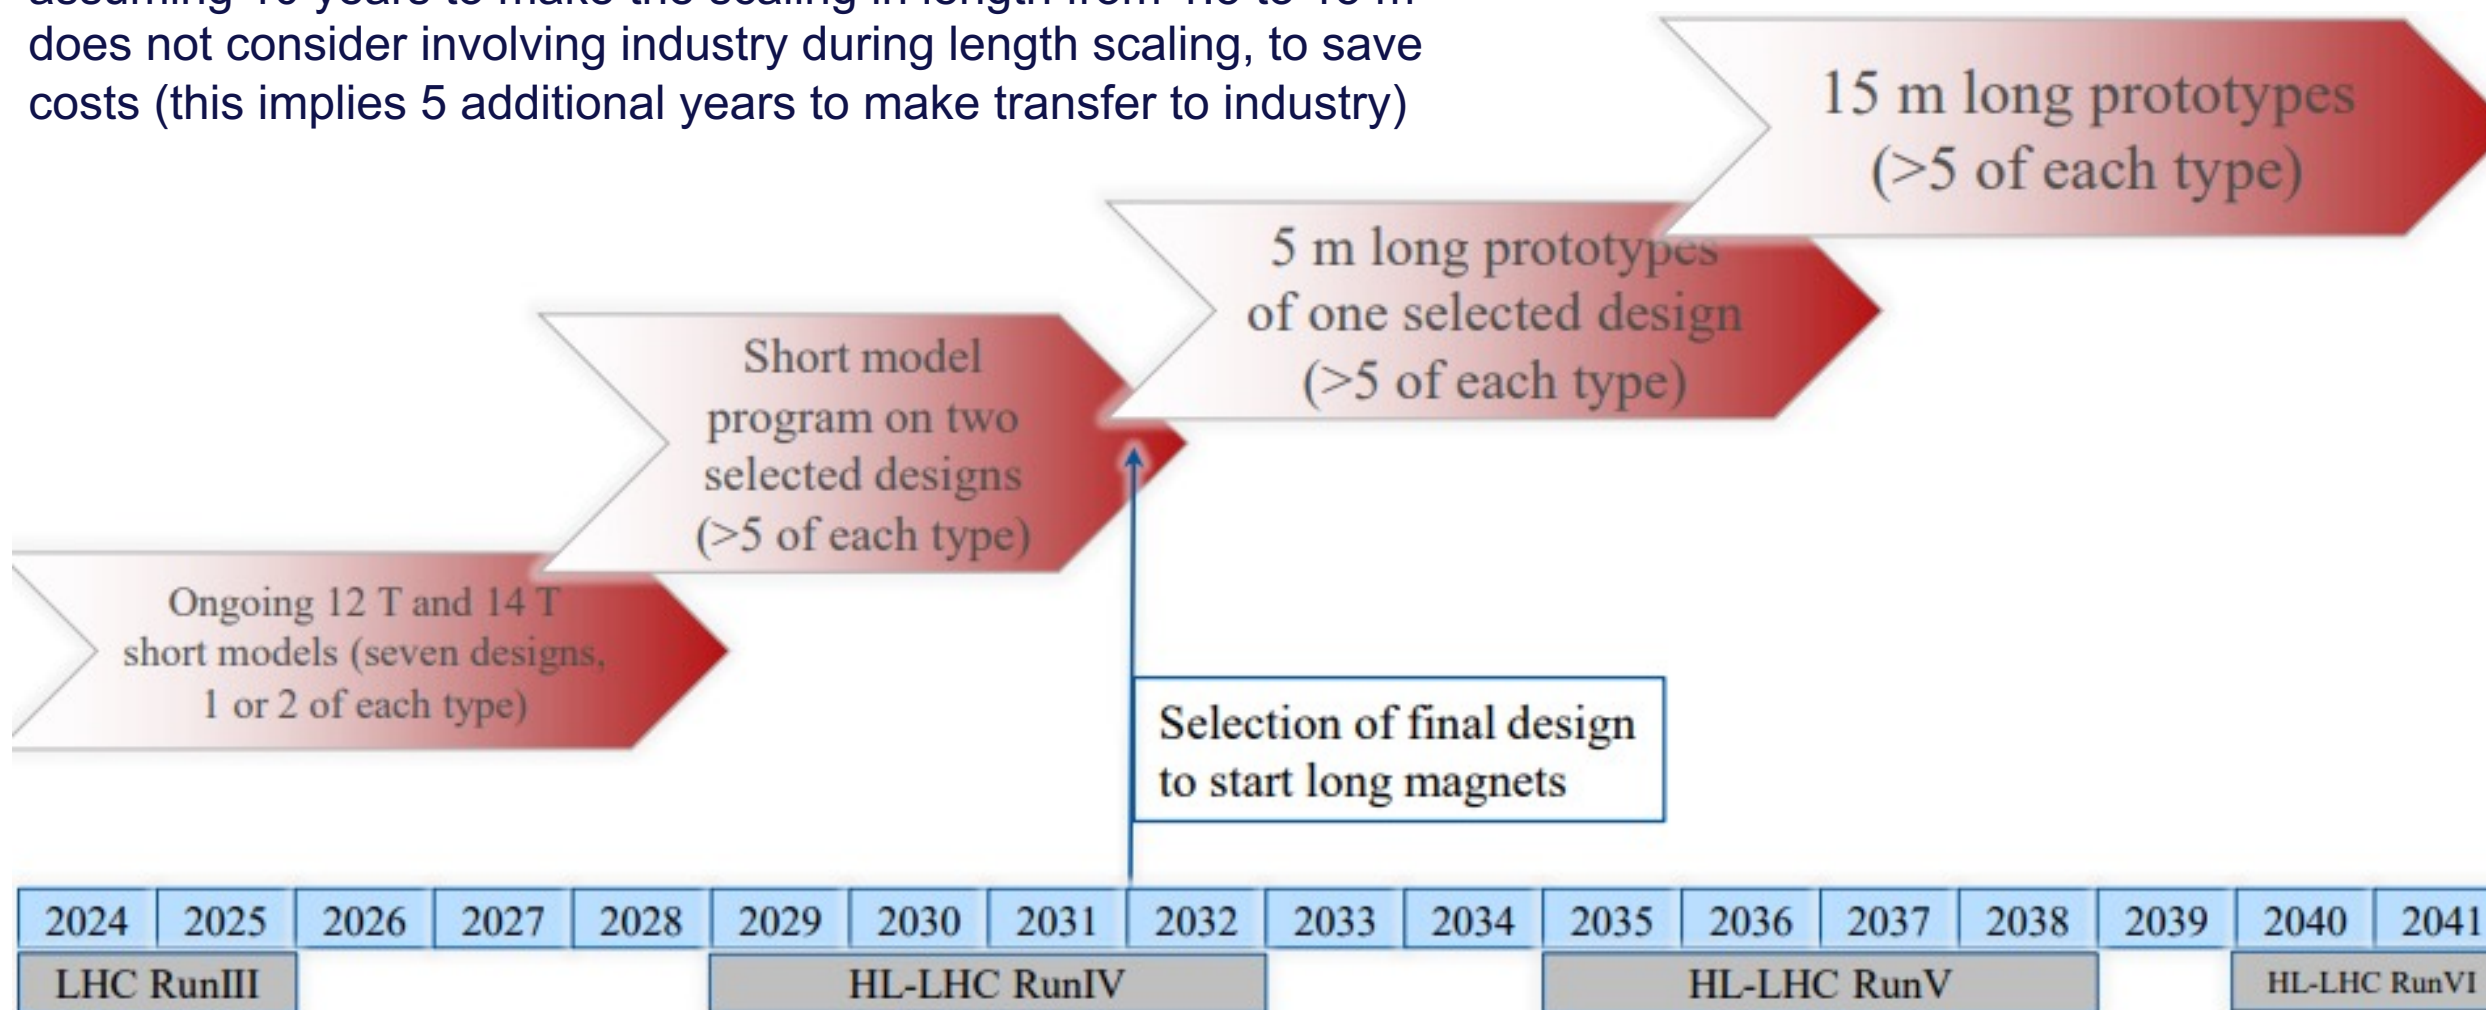 does not consider involving industry during length scaling, to save
costs (this implies 5 additional years to make transfer to industry)
15 m long prototypes
(>5 of each type)
5 m long prototypes
of one selected design
(>5 of each type)
Short model
program on two
selected designs
(>5 of each type)
Ongoing 12 T and 14 T
short models (seven designs,
1 or 2 of each type)
Selection of final design
to start long magnets
2024 2025 2026 2027 2028 2029 2030 2031 2032 2033 2034 2035 2036 2037 2038 2039 2040 2041
LHC RunIII HL-LHC RunIV HL-LHC RunV HL-LHC RunVI